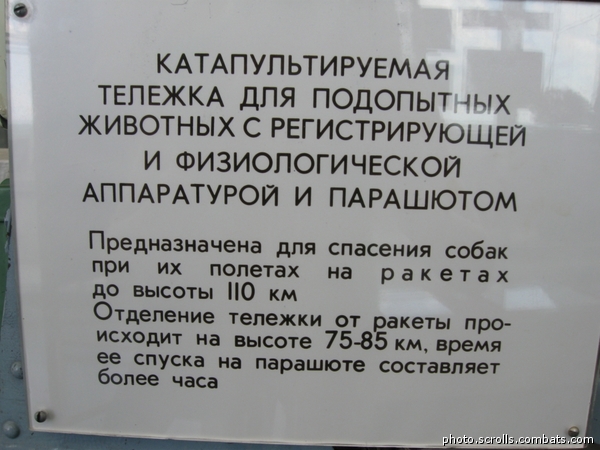 КАТАПУЛЬТИРУЕМАЯ
ТЕЛЕЖКА ДЛЯ ПОДОПЫТНЫХ
ЖИВОТНЫХ С РЕГИСТРИРУЮЩЕЙ
И ФИЗИОЛОГИЧЕСКОЙ
АППАРАТУРОЙ И ПАРАШЮТОМ
Предназначена для спасения собак
при их полетах на ракетах
до высоты 110 км
Отделение тележки от ракеты про-
исходит на высоте 75-85 км, время
ее спуска на парашюте составляет
более часа
photo.scrolls.combats.com